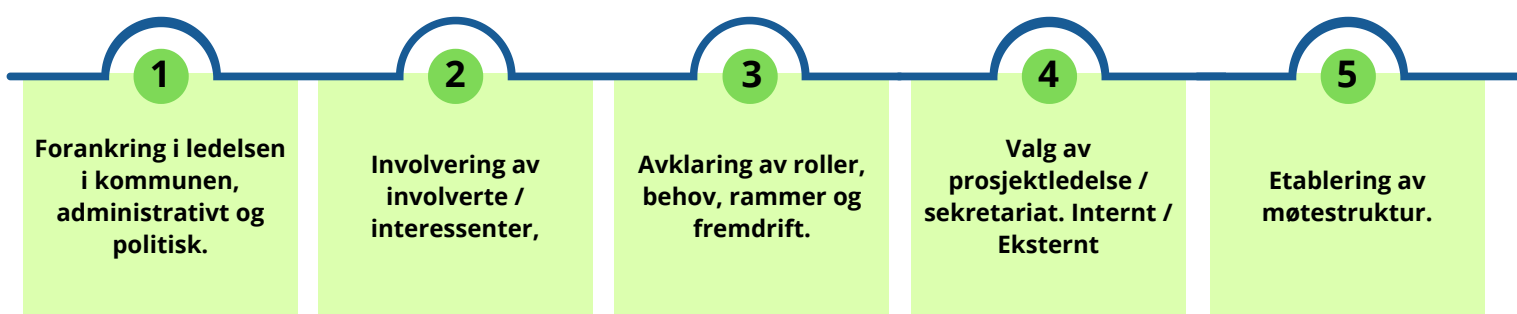 1
Forankring i ledelsen
i kommunen,
administrativt og
politisk.
2
Involvering av
involverte /
interessenter,
3
Avklaring av roller,
behov, rammer og
fremdrift.
4
Valg av
prosjektledelse /
sekretariat. Internt /
Eksternt
5
Etablering av
møtestruktur.